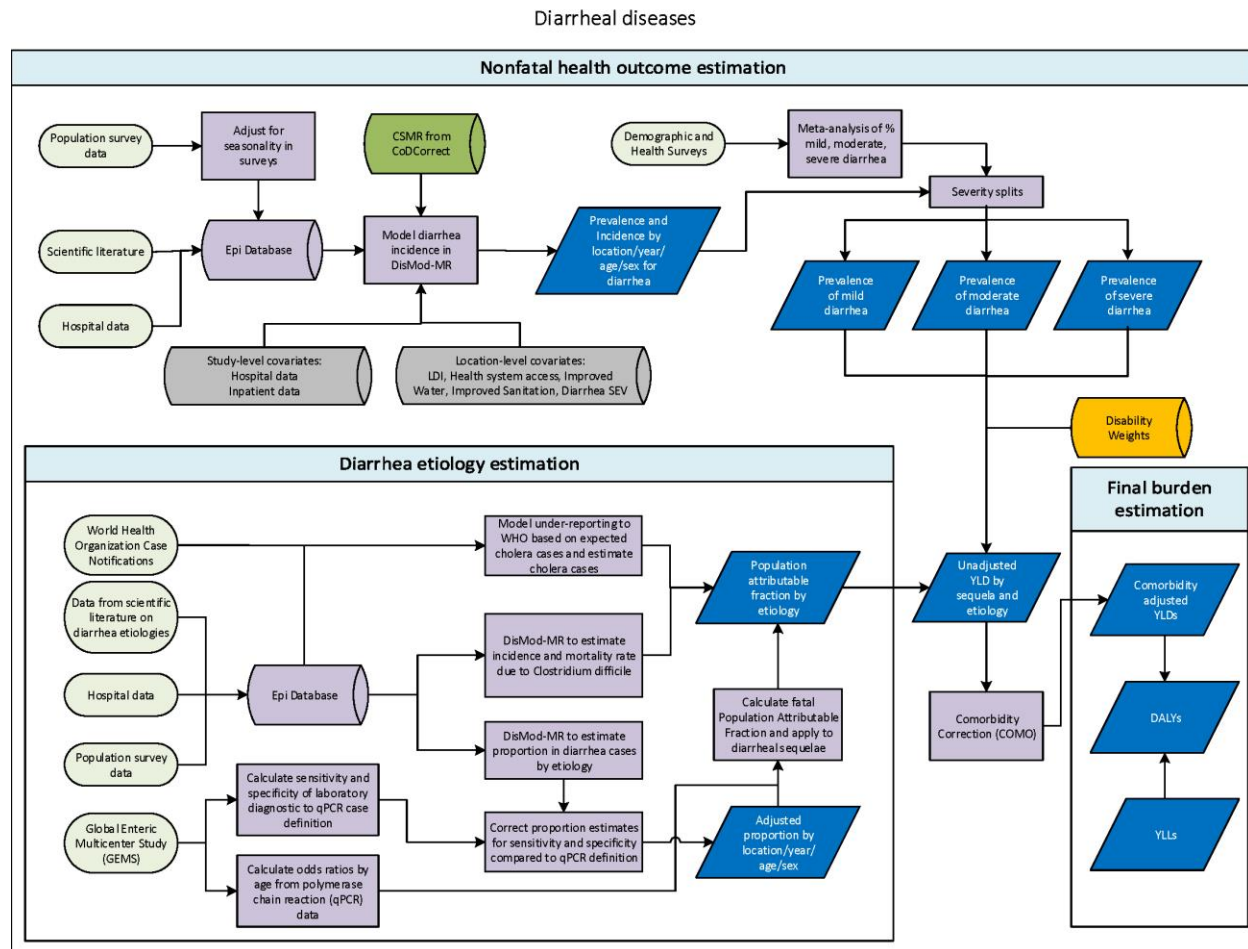 Diarrheal diseases
Nonfatal health outcome estimation
Population survey
data
Adjust for
seasonality in
surveys
CSMR from
CoDCorrect
Demographic and
Health Surveys
Meta-analysis of %
mild, moderate,
severe diarrhea
Severity splits
Scientific literature
Epi Database
Model diarrhea
incidence in
DisMod-MR
Prevalence and
Incidence by
location/year/
age/sex for
diarrhea
Hospital data
Prevalence
of mild
diarrhea
Prevalence
of moderate
diarrhea
Prevalence
of severe
diarrhea
Study-level covariates:
Hospital data
Inpatient data
Location-level covariates:
LDI, Health system access, Improved
Water, Improved Sanitation, Diarrhea SEV
Disability
Weights
Diarrhea etiology estimation
World Health
Organization Case
Notifications
Model under-reporting to
WHO based on expected
cholera cases and estimate
cholera cases
Population
attributable
fraction by
etiology
Unadjusted
YLD by
sequela and
etiology
Data from scientific
literature on
diarrhea etiologies
DisMod-MR to estimate
incidence and mortality rate
due to Clostridium difficile
Hospital data
Epi Database
Calculate fatal
Population Attributable
Fraction and apply to
diarrheal sequelae
Comorbidity
Correction (COMO)
Population survey
data
DisMod-MR to estimate
proportion in diarrhea cases
by etiology
Calculate sensitivity and
specificity of laboratory
diagnostic to qPCR case
definition
Global Enteric
Multicenter Study
(GEMS)
Correct proportion estimates
for sensitivity and specificity
compared to qPCR definition
Adjusted
proportion by
location/year/
age/sex
Calculate odds ratios by
age from polymerase
chain reaction (qPCR)
data
Final burden
estimation
Comorbidity
adjusted
YLDs
DALYs
YLLs